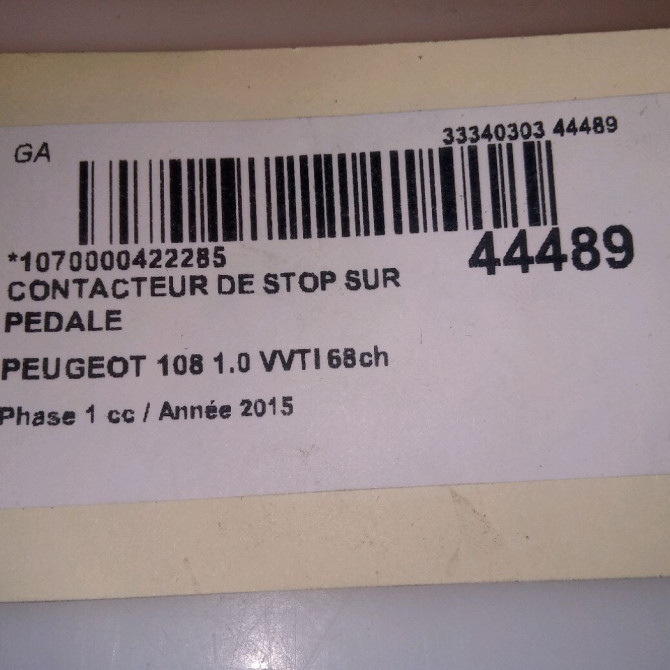 GA
33340303 44489
*1070000422285
44489
CONTACTEUR DE STOP SUR
PEDALE
PEUGEOT 108 1.0 VVTI 68ch
Phase 1 cc / Année 2015